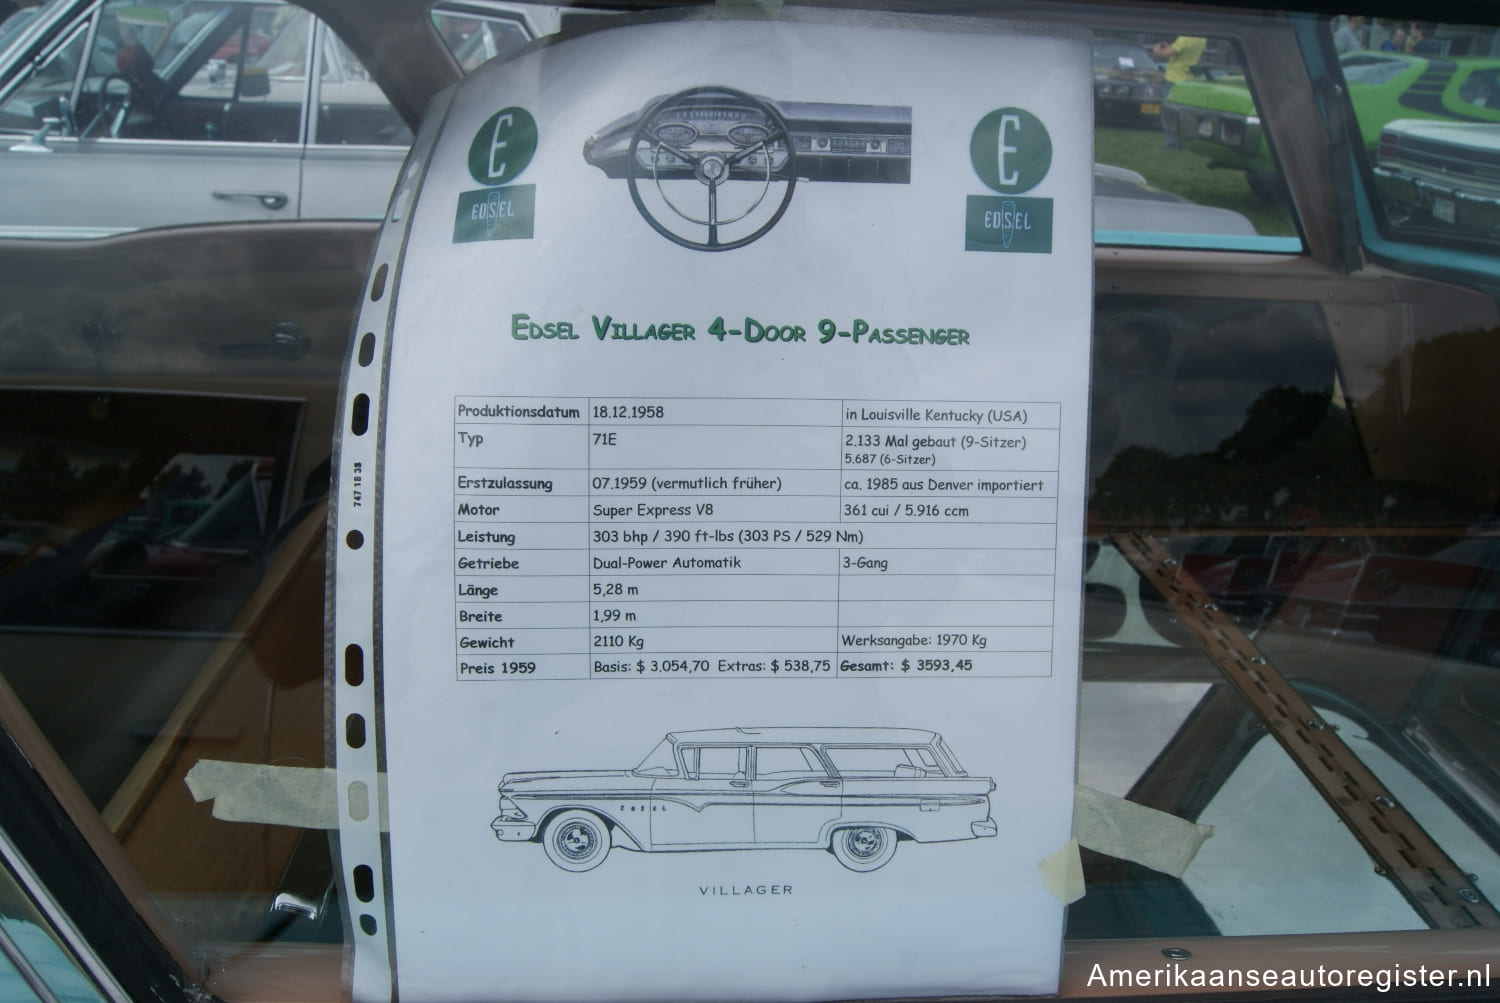 E
E
EDSEL
EDSEL
EDSEL VILLAGER 4-DOOR 9-PASSENGER
Produktionsdatum 18.12.1958 in Louisville Kentucky (USA)
Typ 71E 2.133 Mal gebaut (9-Sitzer)
5.687 (6-Sitzer)
Erstzulassung 07.1959 (vermutlich früher) ca. 1985 aus Denver importiert
Motor Super Express V8 361 cui / 5.916 ccm
Leistung 303 bhp / 390 ft-lbs (303 PS / 529 Nm)
Getriebe Dual-Power Automatik 3-Gang
Länge 5,28 m
Breite 1,99 m
Gewicht 2110 Kg Werksangabe: 1970 Kg
Preis 1959 Basis: $ 3.054,70 Extras: $ 538,75 Gesamt: $ 3593,45
747 18 38
EDSEL
VILLAGER
Amerikaanseautoregister.nl